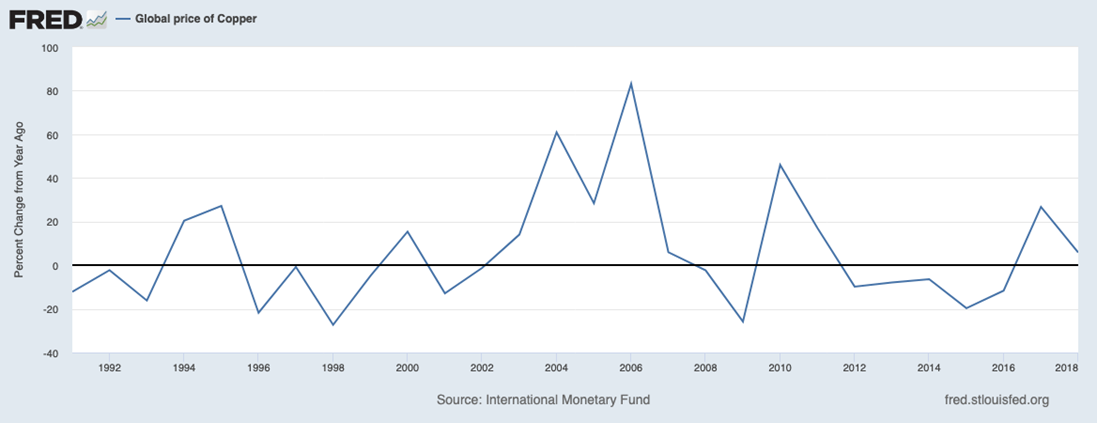 FRED
Global price of Copper
Percent Change from Year Ago
100
80
60
40
20
0
-20
-40
1992 1994 1996 1998 2000 2002 2004 2006 2008 2010 2012 2014 2016 2018
Source: International Monetary Fund
fred.stlouisfed.org